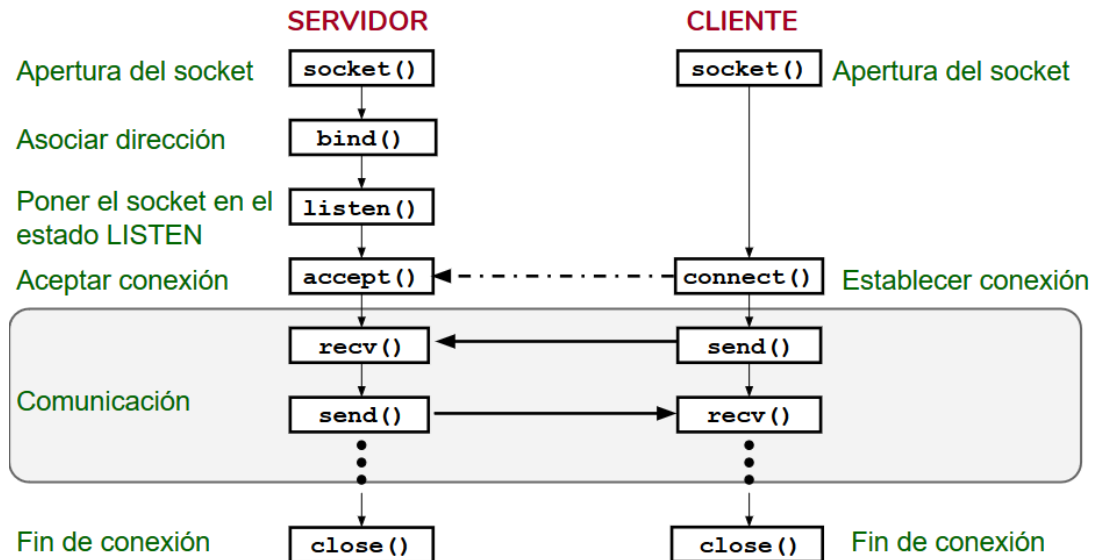 SERVIDOR
CLIENTE
Apertura del socket
socket()
socket()
Apertura del socket
Asociar dirección
bind()
Poner el socket en el
estado LISTEN
listen()
Aceptar conexión
accept()
connect()
Establecer conexión
recv()
send()
Comunicación
send()
recv()
Fin de conexión
close()
close()
Fin de conexión